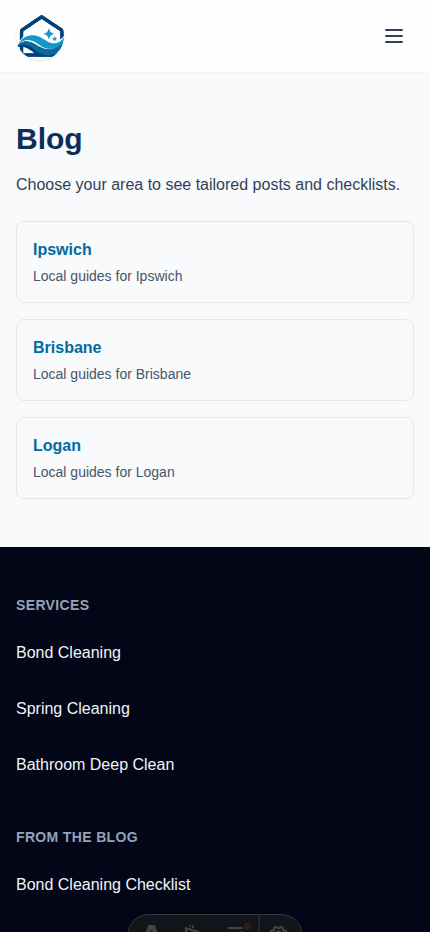 Blog
Choose your area to see tailored posts and checklists.
Ipswich
Local guides for Ipswich
Brisbane
Local guides for Brisbane
Logan
Local guides for Logan
SERVICES
Bond Cleaning
Spring Cleaning
Bathroom Deep Clean
FROM THE BLOG
Bond Cleaning Checklist